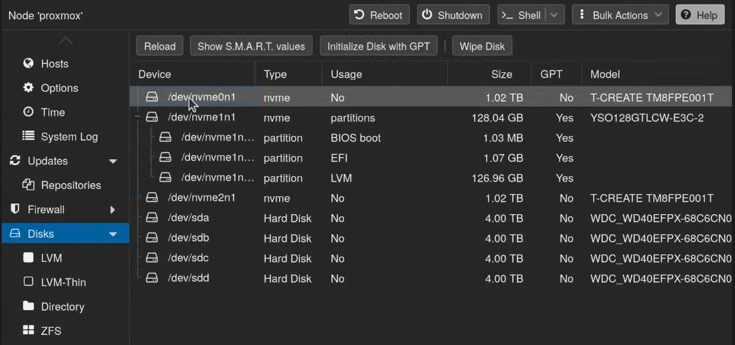 Node 'proxmox'
Reboot
Shutdown
Shell
Bulk Actions
Help
Hosts
Options
Time
System Log
Updates
Repositories
Firewall
Disks
LVM
LVM-Thin
Directory
ZFS
Reload
Show S.M.A.R.T. values
Initialize Disk with GPT
Wipe Disk
Device Type Usage Size GPT Model
/dev/nvme0n1 nvme No 1.02 TB No T-CREATE TM8FPE001T
/dev/nvme1n1 nvme partitions 128.04 GB Yes YSO128GTLCW-E3C-2
/dev/nvme1n... partition BIOS boot 1.03 MB Yes
/dev/nvme1n... partition EFI 1.07 GB Yes
/dev/nvme1n... partition LVM 126.96 GB Yes
/dev/nvme2n1 nvme No 1.02 TB No T-CREATE TM8FPE001T
/dev/sda Hard Disk No 4.00 TB No WDC_WD40EFPX-68C6CN0
/dev/sdb Hard Disk No 4.00 TB No WDC_WD40EFPX-68C6CN0
/dev/sdc Hard Disk No 4.00 TB No WDC_WD40EFPX-68C6CN0
/dev/sdd Hard Disk No 4.00 TB No WDC_WD40EFPX-68C6CN0